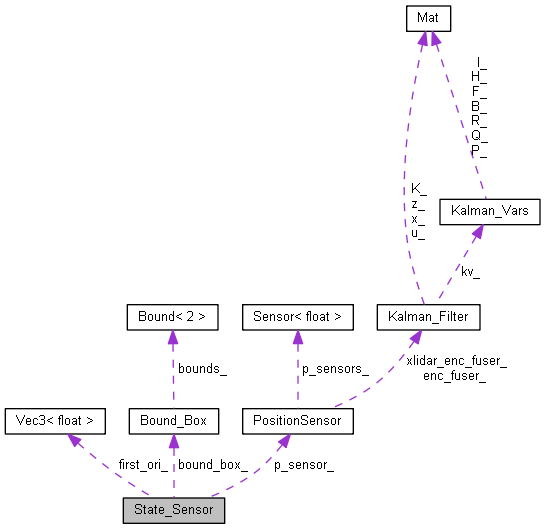 Mat
I_
H_
F_
B_
R_
Q_
P_
K_
z_
x_
u_
Kalman_Vars
kv_
Bound< 2 >
Sensor< float >
Kalman_Filter
bounds_
p_sensors_
xlidar_enc_fuser_
enc_fuser_
Vec3< float >
Bound_Box
PositionSensor
first_ori_
bound_box_
p_sensor_
State_Sensor